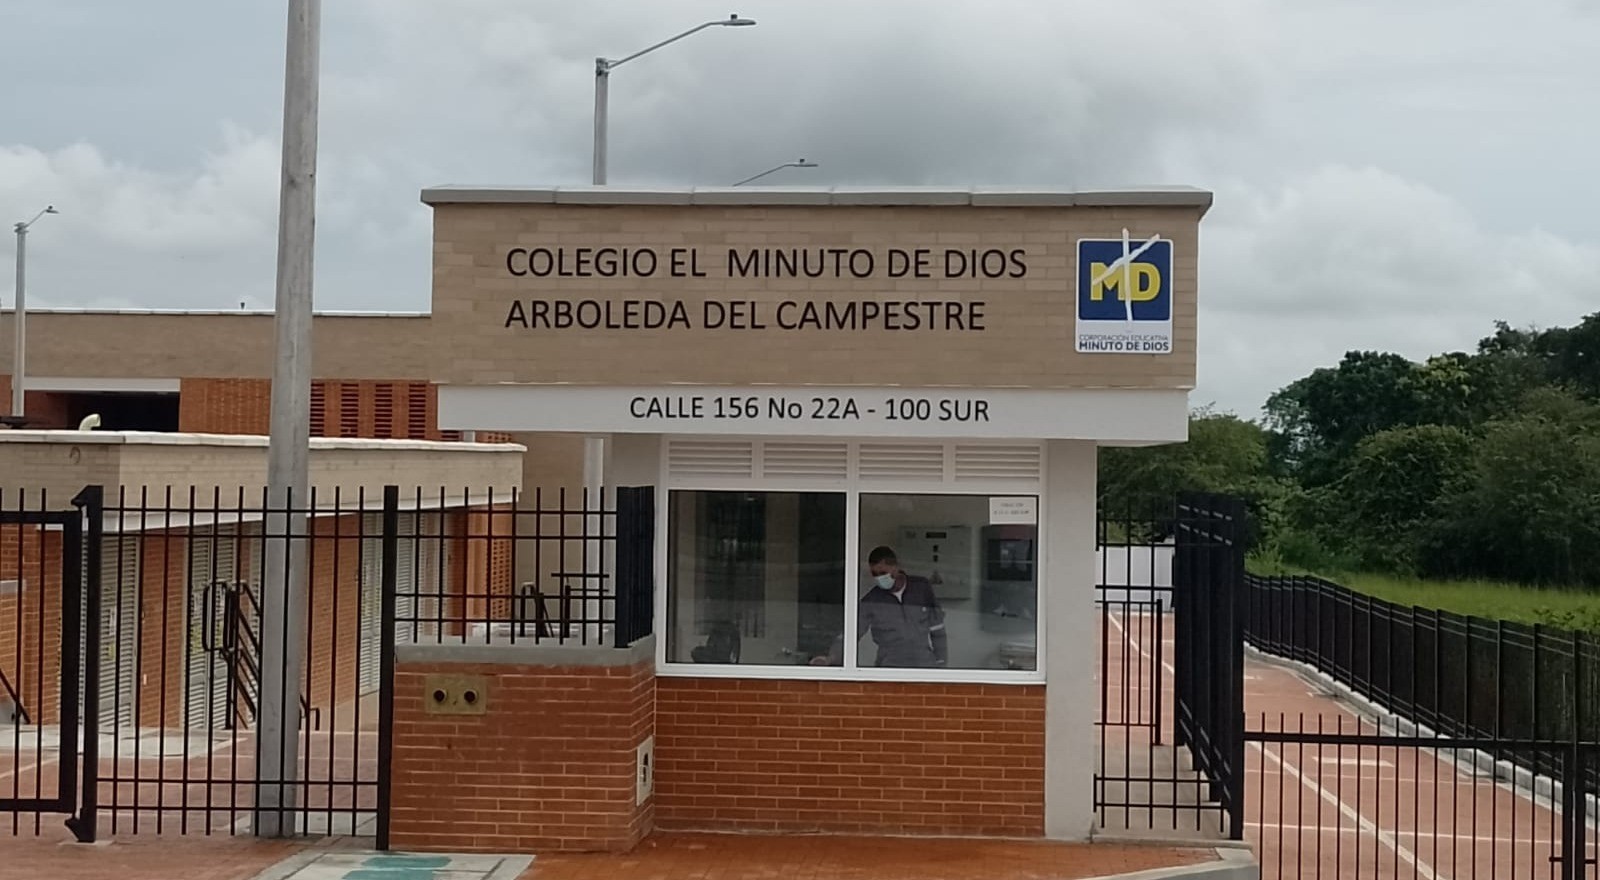 COLEGIO EL MINUTO DE DIOS
ARBOLEDA DEL CAMPESTRE
MD
CORPORACIÓN EDUCATIVA
MINUTO DE DIOS
CALLE 156 No 22A - 100 SUR